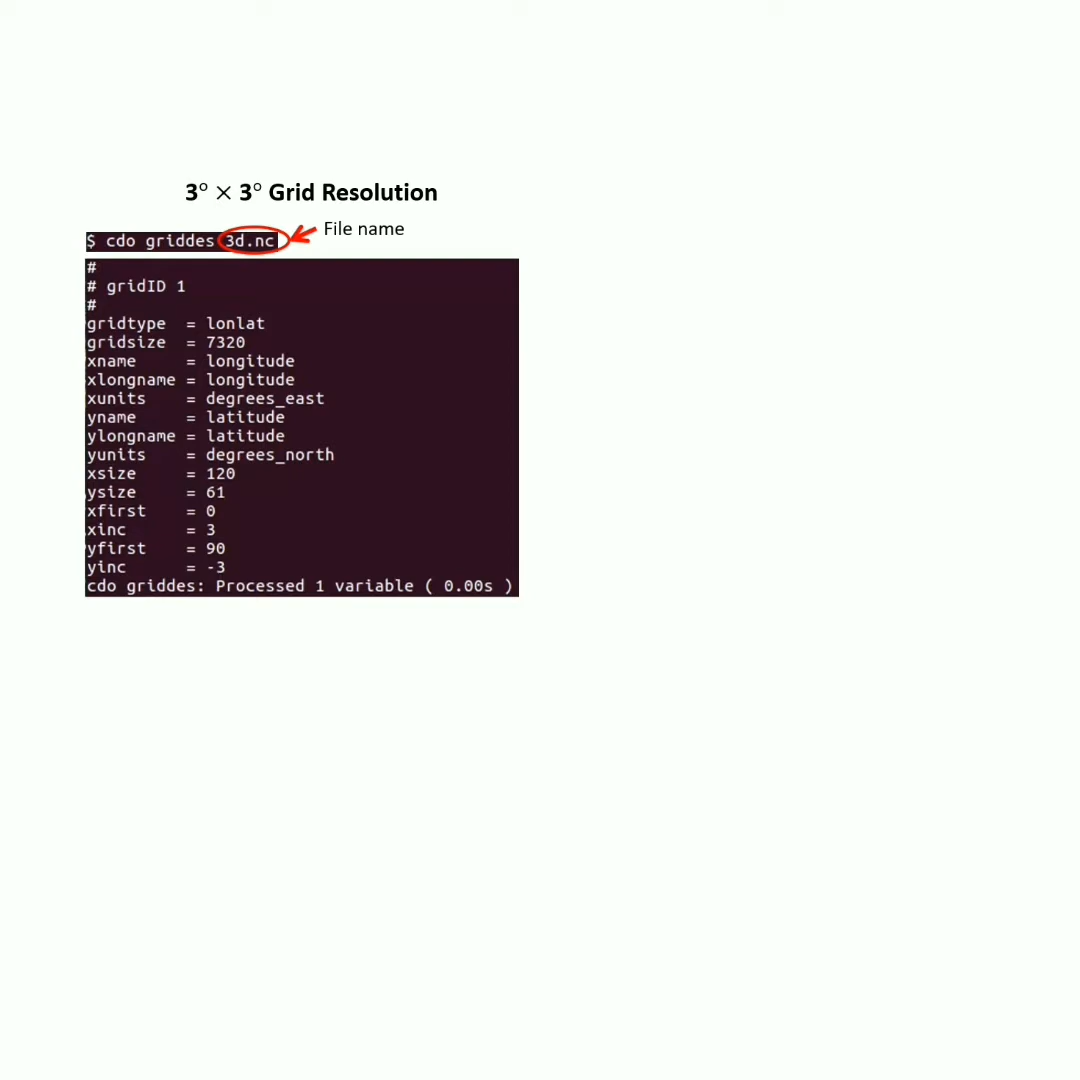 3° × 3° Grid Resolution
File name
$ cdo griddes 3d.nc
#
# gridID 1
#
gridtype  = lonlat
gridsize  = 7320
xname     = longitude
xlongname = longitude
xunits    = degrees_east
yname     = latitude
ylongname = latitude
yunits    = degrees_north
xsize     = 120
ysize     = 61
xfirst    = 0
xinc      = 3
yfirst    = 90
yinc      = -3
cdo griddes: Processed 1 variable ( 0.00s )